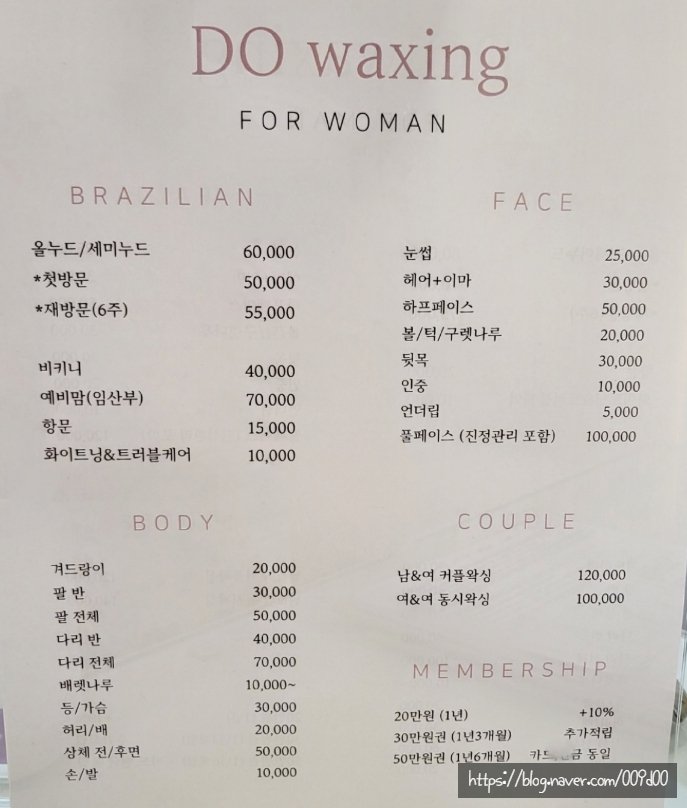 DO waxing
FOR WOMAN
BRAZILIAN
올누드/세미누드 60,000
*첫방문 50,000
*재방문(6주) 55,000
비키니 40,000
예비맘(임산부) 70,000
항문 15,000
화이트닝&트러블케어 10,000
FACE
눈썹 25,000
헤어+이마 30,000
하프페이스 50,000
볼/턱/구렛나루 20,000
뒷목 30,000
인중 10,000
언더립 5,000
풀페이스 (진정관리 포함) 100,000
BODY
겨드랑이 20,000
팔 반 30,000
팔 전체 50,000
다리 반 40,000
다리 전체 70,000
배렛나루 10,000~
등/가슴 30,000
허리/배 20,000
상체 전/후면 50,000
손/발 10,000
COUPLE
남&여 커플왁싱 120,000
여&여 동시왁싱 100,000
MEMBERSHIP
20만원 (1년) +10%
30만원권 (1년3개월) 추가적립
50만원권 (1년6개월) 동일
https://blog.naver.com/009d00